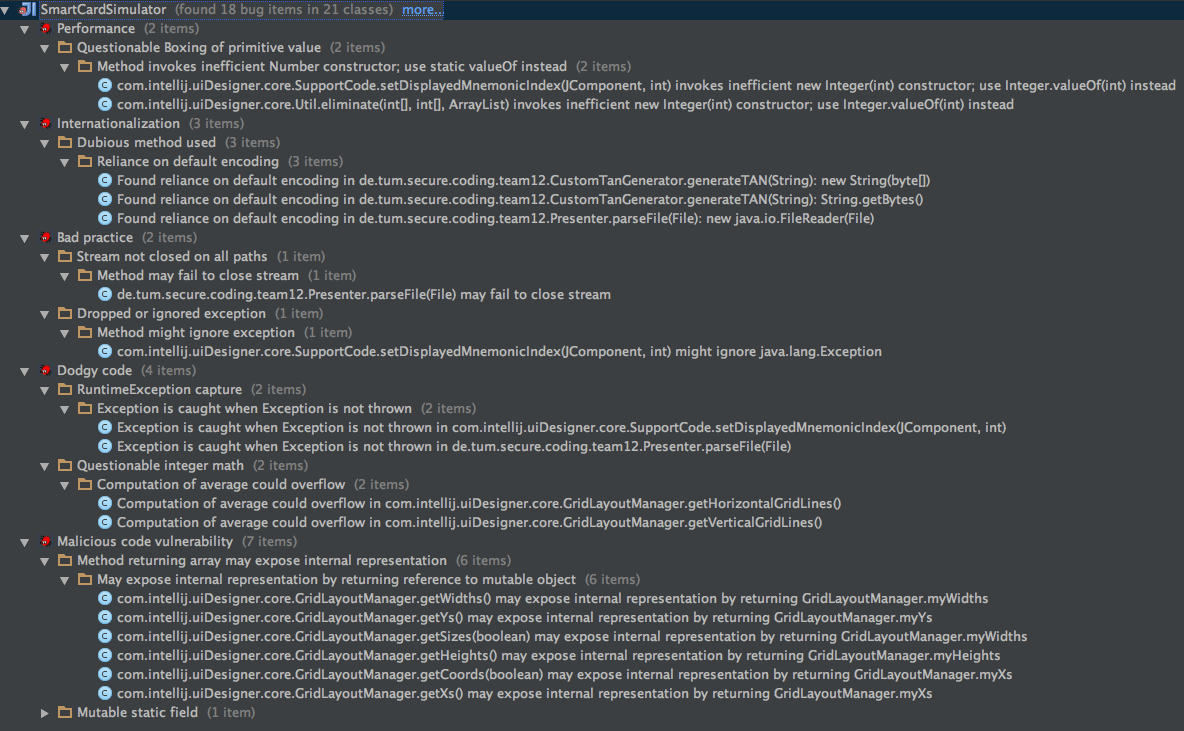 SmartCardSimulator (found 18 bug items in 21 classes) more...
Performance (2 items)
Questionable Boxing of primitive value (2 items)
Method invokes inefficient Number constructor; use static valueOf instead (2 items)
com.intellij.uiDesigner.core.SupportCode.setDisplayedMnemonicIndex(JComponent, int) invokes inefficient new Integer(int) constructor; use Integer.valueOf(int) instead
com.intellij.uiDesigner.core.Util.eliminate(int[], int[], ArrayList) invokes inefficient new Integer(int) constructor; use Integer.valueOf(int) instead
Internationalization (3 items)
Dubious method used (3 items)
Reliance on default encoding (3 items)
Found reliance on default encoding in de.tum.secure.coding.team12.CustomTanGenerator.generateTAN(String): new String(byte[])
Found reliance on default encoding in de.tum.secure.coding.team12.CustomTanGenerator.generateTAN(String): String.getBytes()
Found reliance on default encoding in de.tum.secure.coding.team12.Presenter.parseFile(File): new java.io.FileReader(File)
Bad practice (2 items)
Stream not closed on all paths (1 item)
Method may fail to close stream (1 item)
de.tum.secure.coding.team12.Presenter.parseFile(File) may fail to close stream
Dropped or ignored exception (1 item)
Method might ignore exception (1 item)
com.intellij.uiDesigner.core.SupportCode.setDisplayedMnemonicIndex(JComponent, int) might ignore java.lang.Exception
Dodgy code (4 items)
RuntimeException capture (2 items)
Exception is caught when Exception is not thrown (2 items)
Exception is caught when Exception is not thrown in com.intellij.uiDesigner.core.SupportCode.setDisplayedMnemonicIndex(JComponent, int)
Exception is caught when Exception is not thrown in de.tum.secure.coding.team12.Presenter.parseFile(File)
Questionable integer math (2 items)
Computation of average could overflow (2 items)
Computation of average could overflow in com.intellij.uiDesigner.core.GridLayoutManager.getHorizontalGridLines()
Computation of average could overflow in com.intellij.uiDesigner.core.GridLayoutManager.getVerticalGridLines()
Malicious code vulnerability (7 items)
Method returning array may expose internal representation (6 items)
May expose internal representation by returning reference to mutable object (6 items)
com.intellij.uiDesigner.core.GridLayoutManager.getWidths() may expose internal representation by returning GridLayoutManager.myWidths
com.intellij.uiDesigner.core.GridLayoutManager.getYs() may expose internal representation by returning GridLayoutManager.myYs
com.intellij.uiDesigner.core.GridLayoutManager.getSizes(boolean) may expose internal representation by returning GridLayoutManager.myWidths
com.intellij.uiDesigner.core.GridLayoutManager.getHeights() may expose internal representation by returning GridLayoutManager.myHeights
com.intellij.uiDesigner.core.GridLayoutManager.getCoords(boolean) may expose internal representation by returning GridLayoutManager.myXs
com.intellij.uiDesigner.core.GridLayoutManager.getXs() may expose internal representation by returning GridLayoutManager.myXs
Mutable static field (1 item)